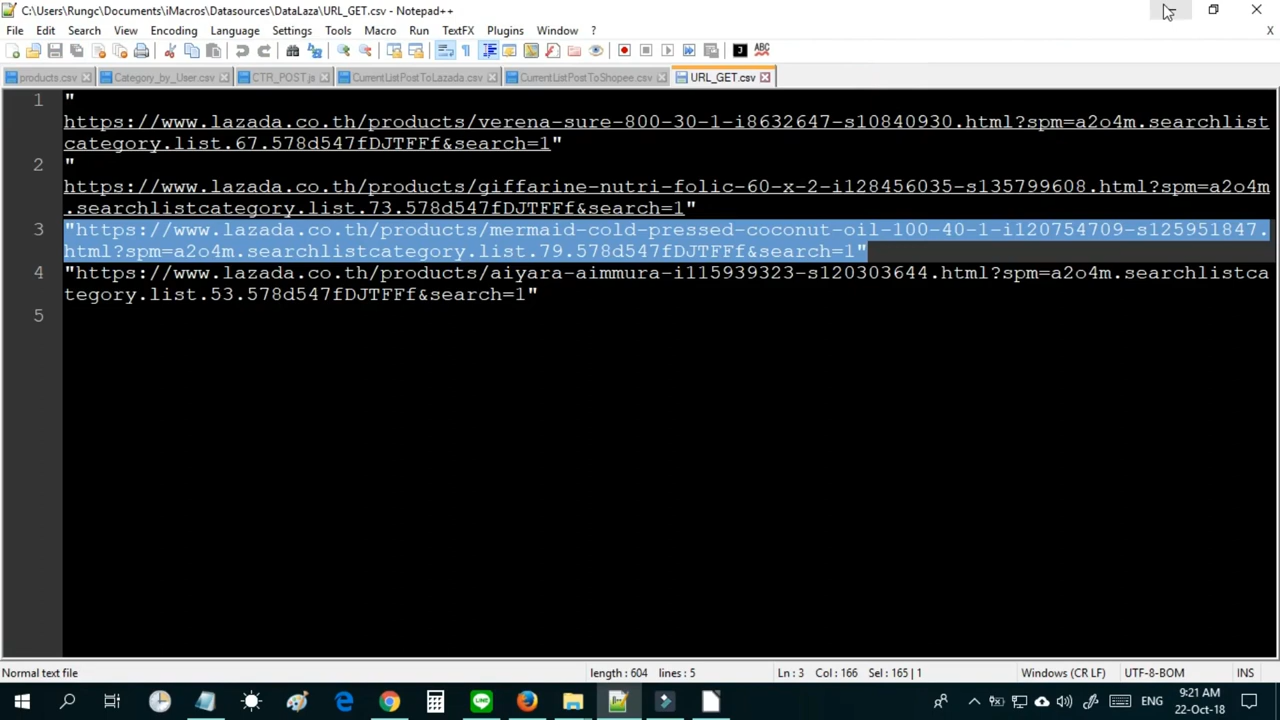 C:\Users\Rungc\Documents\iMacros\Datasources\DataLaza\URL_GET.csv - Notepad++
File Edit Search View Encoding Language Settings Tools Macro Run TextFX Plugins Window ? X
products.csv Category_by_User.csv CTR_POST.js CurrentListPostToLazada.csv CurrentListPostToShopee.csv URL_GET.csv
1 "
https://www.lazada.co.th/products/verena-sure-800-30-1-i8632647-s10840930.html?spm=a2o4m.searchlist
category.list.67.578d547fDJTFFf&search=1"
2 "
https://www.lazada.co.th/products/giffarine-nutri-folic-60-x-2-i128456035-s135799608.html?spm=a2o4m
.searchlistcategory.list.73.578d547fDJTFFf&search=1"
3 "https://www.lazada.co.th/products/mermaid-cold-pressed-coconut-oil-100-40-1-i120754709-s125951847.
html?spm=a2o4m.searchlistcategory.list.79.578d547fDJTFFf&search=1"
4 "https://www.lazada.co.th/products/aiyara-aimmura-i115939323-s120303644.html?spm=a2o4m.searchlistca
tegory.list.53.578d547fDJTFFf&search=1"
5
Normal text file length : 604 lines : 5 Ln : 3 Col : 166 Sel : 165 | 1 Windows (CR LF) UTF-8-BOM INS
ENG 9:21 AM
22-Oct-18